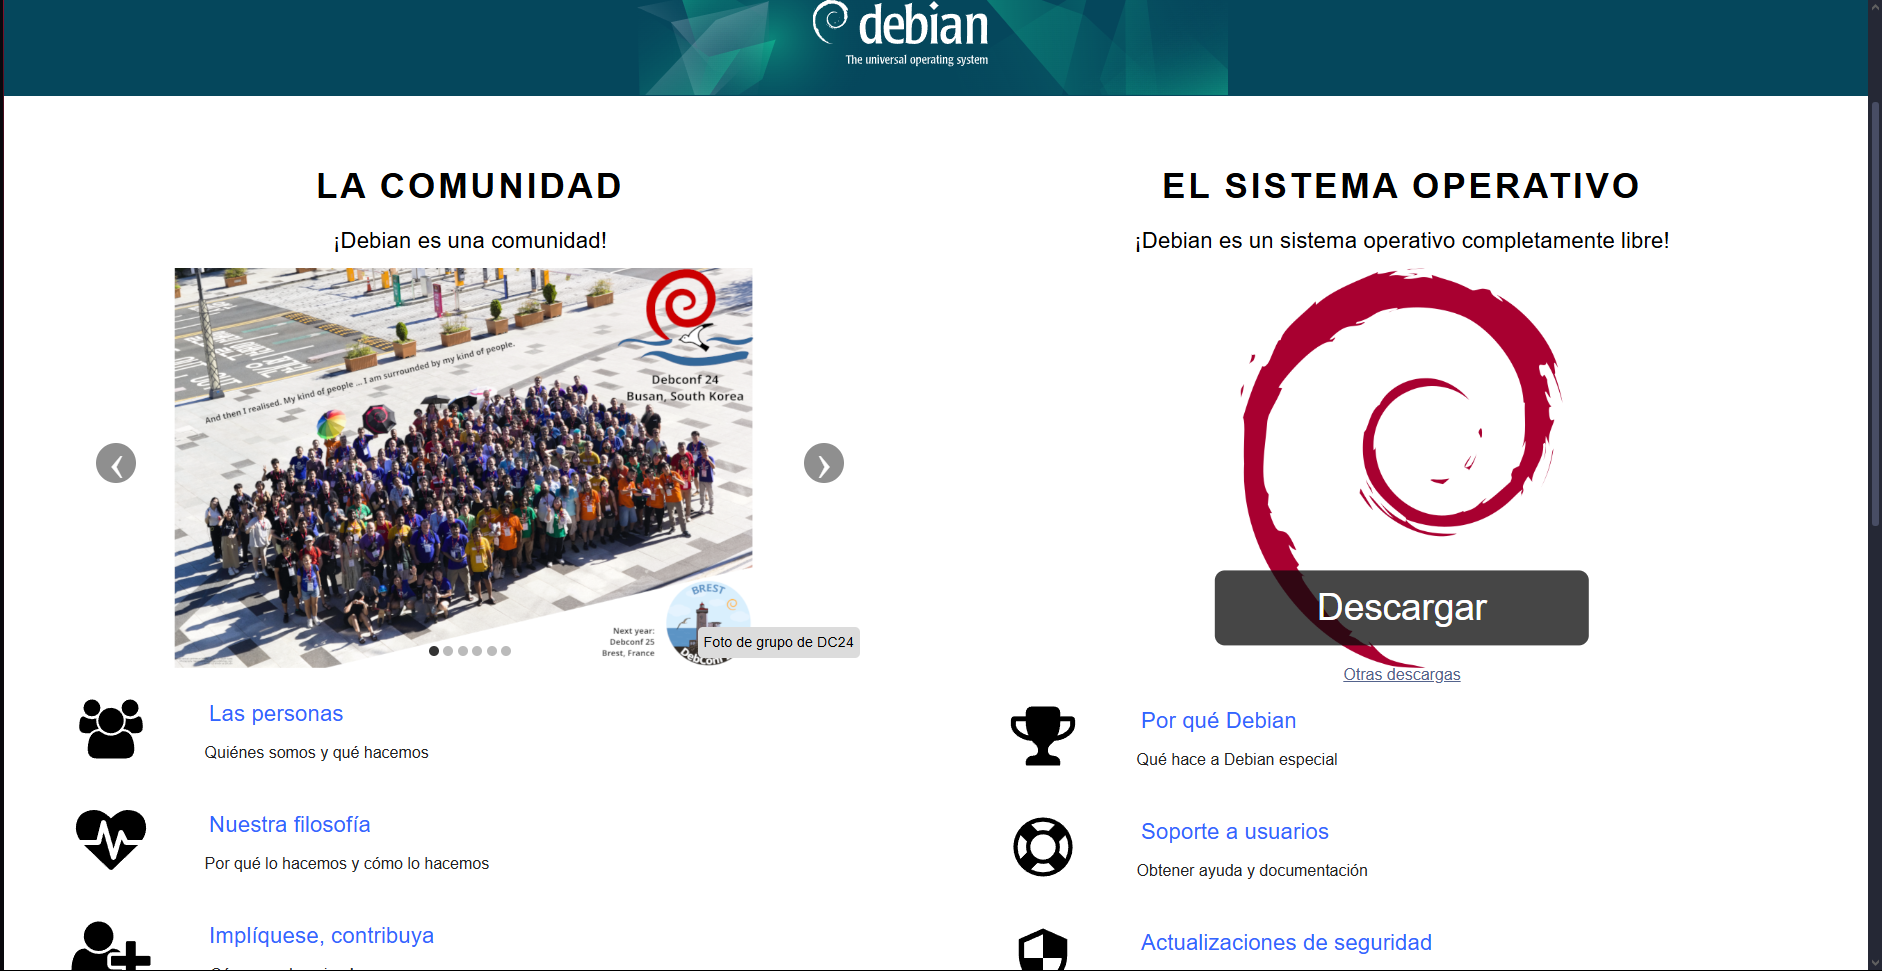 debian
The universal operating system
LA COMUNIDAD
¡Debian es una comunidad!
And then I realised. My kind of people ... I am surrounded by my kind of people.
Debconf 24
Busan, South Korea
BREST
Next year:
Debconf 25
Brest, France
Foto de grupo de DC24
Las personas
Quiénes somos y qué hacemos
Nuestra filosofía
Por qué lo hacemos y cómo lo hacemos
Implíquese, contribuya
EL SISTEMA OPERATIVO
¡Debian es un sistema operativo completamente libre!
Descargar
Otras descargas
Por qué Debian
Qué hace a Debian especial
Soporte a usuarios
Obtener ayuda y documentación
Actualizaciones de seguridad